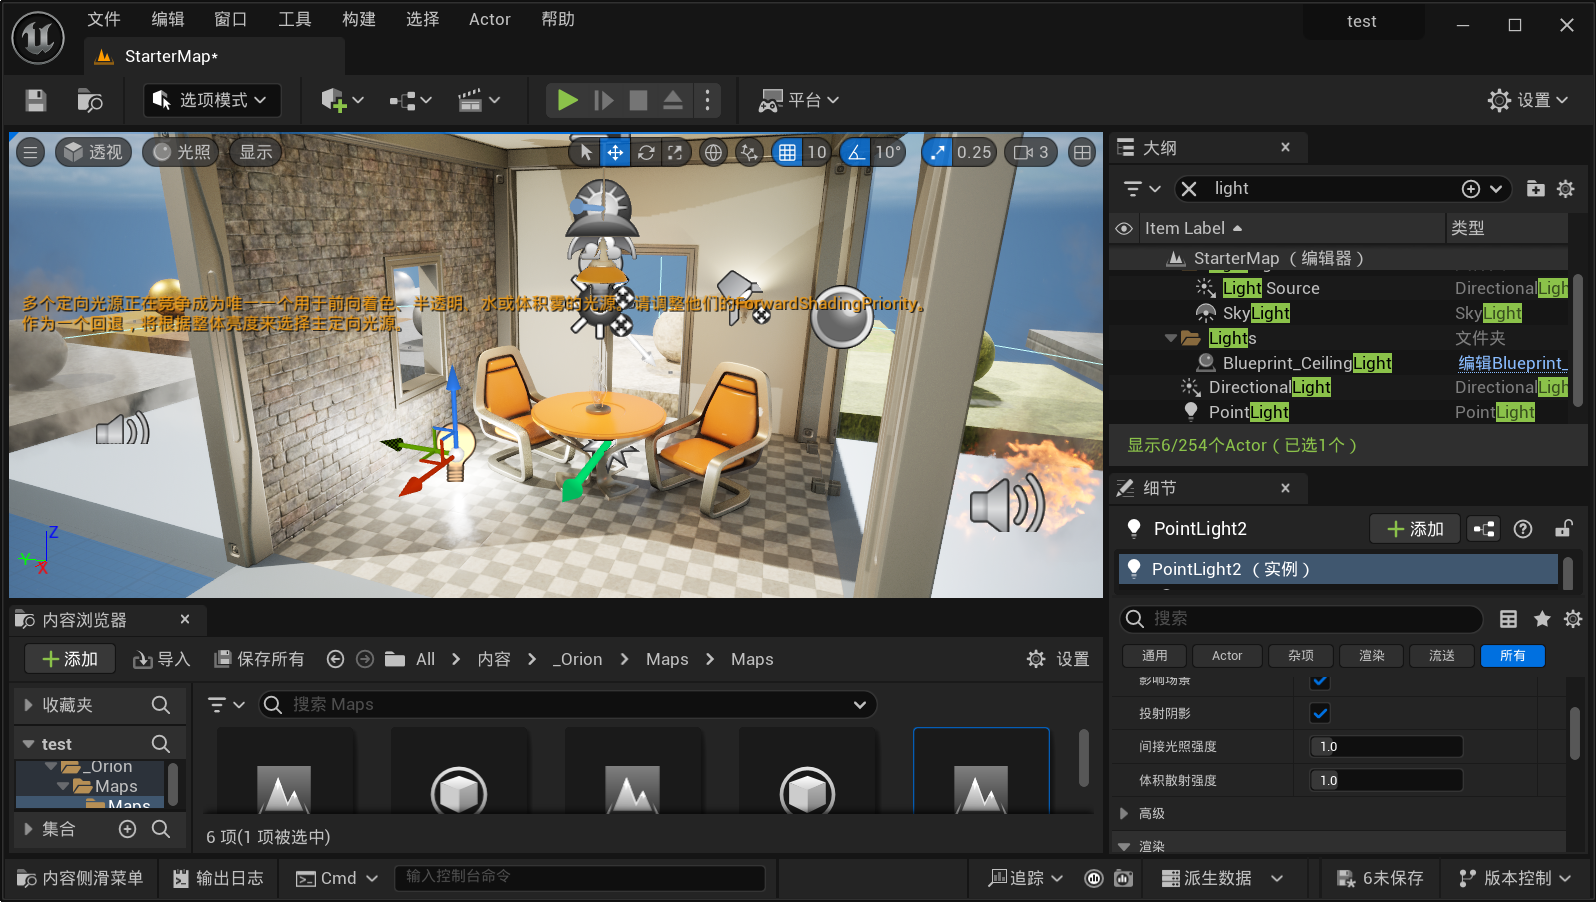 文件 编辑 窗口 工具 构建 选择 Actor 帮助
test
StarterMap*
选项模式
平台
设置
透视 光照 显示
10 10° 0.25 3
多个定向光源正在竞争成为唯一一个用于前向着色、半透明、水或体积雾的光源。请调整他们的ForwardShadingPriority。
作为一个回退，将根据整体亮度来选择主定向光源。
Z
Y
X
大纲
light
Item Label 类型
StarterMap （编辑器）
Light Source DirectionalLigh
SkyLight SkyLight
Lights 文件夹
Blueprint_CeilingLight 编辑Blueprint_
DirectionalLight DirectionalLigh
PointLight PointLight
显示6/254个Actor（已选1个）
细节
PointLight2 添加
PointLight2 （实例）
搜索
通用 Actor 杂项 渲染 流送 所有
影响场景
投射阴影
间接光照强度 1.0
体积散射强度 1.0
高级
渲染
内容浏览器
添加 导入 保存所有 All 内容 _Orion Maps Maps 设置
收藏夹
搜索 Maps
test
_Orion
Maps
Maps
集合
6 项(1 项被选中)
内容侧滑菜单 输出日志 Cmd 输入控制台命令 追踪 派生数据 6未保存 版本控制